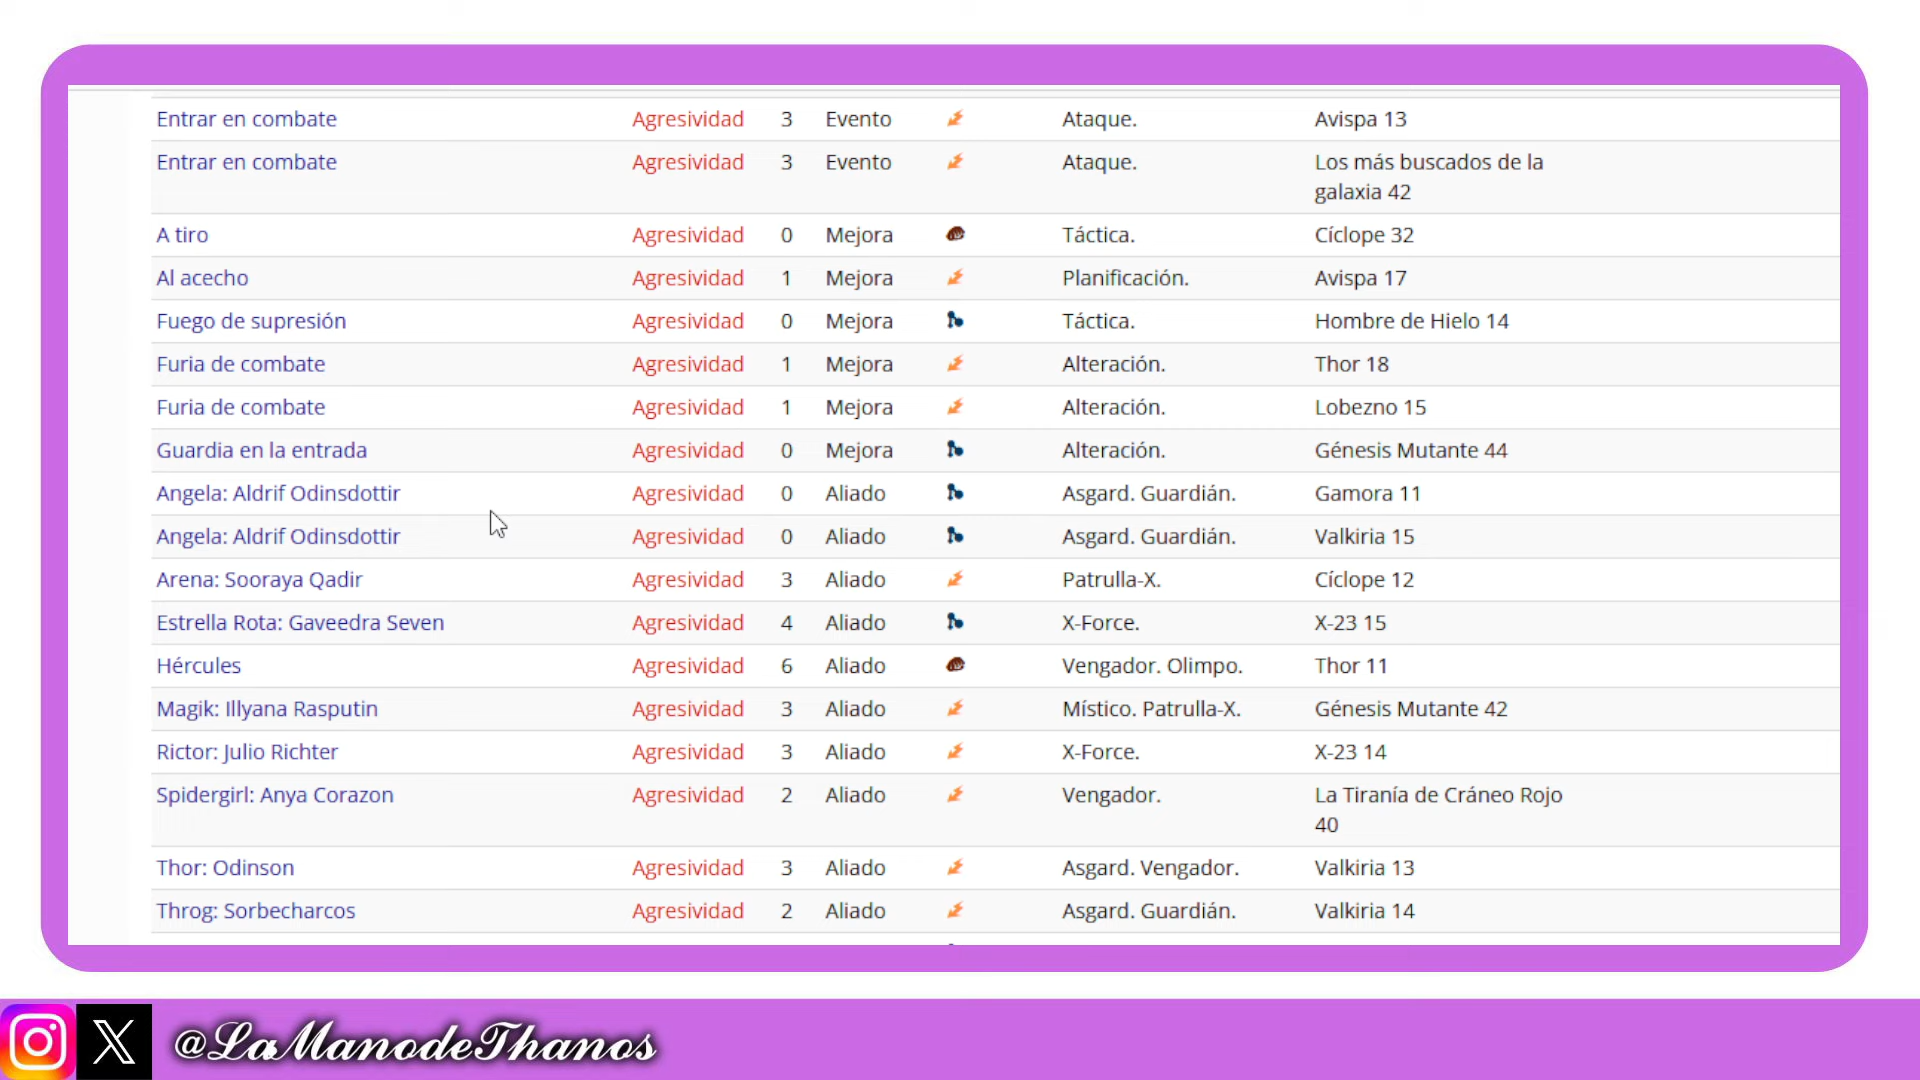 Entrar en combate Agresividad 3 Evento Ataque. Avispa 13
Entrar en combate Agresividad 3 Evento Ataque. Los más buscados de la
galaxia 42
A tiro Agresividad 0 Mejora Táctica. Cíclope 32
Al acecho Agresividad 1 Mejora Planificación. Avispa 17
Fuego de supresión Agresividad 0 Mejora Táctica. Hombre de Hielo 14
Furia de combate Agresividad 1 Mejora Alteración. Thor 18
Furia de combate Agresividad 1 Mejora Alteración. Lobezno 15
Guardia en la entrada Agresividad 0 Mejora Alteración. Génesis Mutante 44
Angela: Aldrif Odinsdottir Agresividad 0 Aliado Asgard. Guardián. Gamora 11
Angela: Aldrif Odinsdottir Agresividad 0 Aliado Asgard. Guardián. Valkiria 15
Arena: Sooraya Qadir Agresividad 3 Aliado Patrulla-X. Cíclope 12
Estrella Rota: Gaveedra Seven Agresividad 4 Aliado X-Force. X-23 15
Hércules Agresividad 6 Aliado Vengador. Olimpo. Thor 11
Magik: Illyana Rasputin Agresividad 3 Aliado Místico. Patrulla-X. Génesis Mutante 42
Rictor: Julio Richter Agresividad 3 Aliado X-Force. X-23 14
Spidergirl: Anya Corazon Agresividad 2 Aliado Vengador. La Tiranía de Cráneo Rojo
40
Thor: Odinson Agresividad 3 Aliado Asgard. Vengador. Valkiria 13
Throg: Sorbecharcos Agresividad 2 Aliado Asgard. Guardián. Valkiria 14
@LaManodeThanos